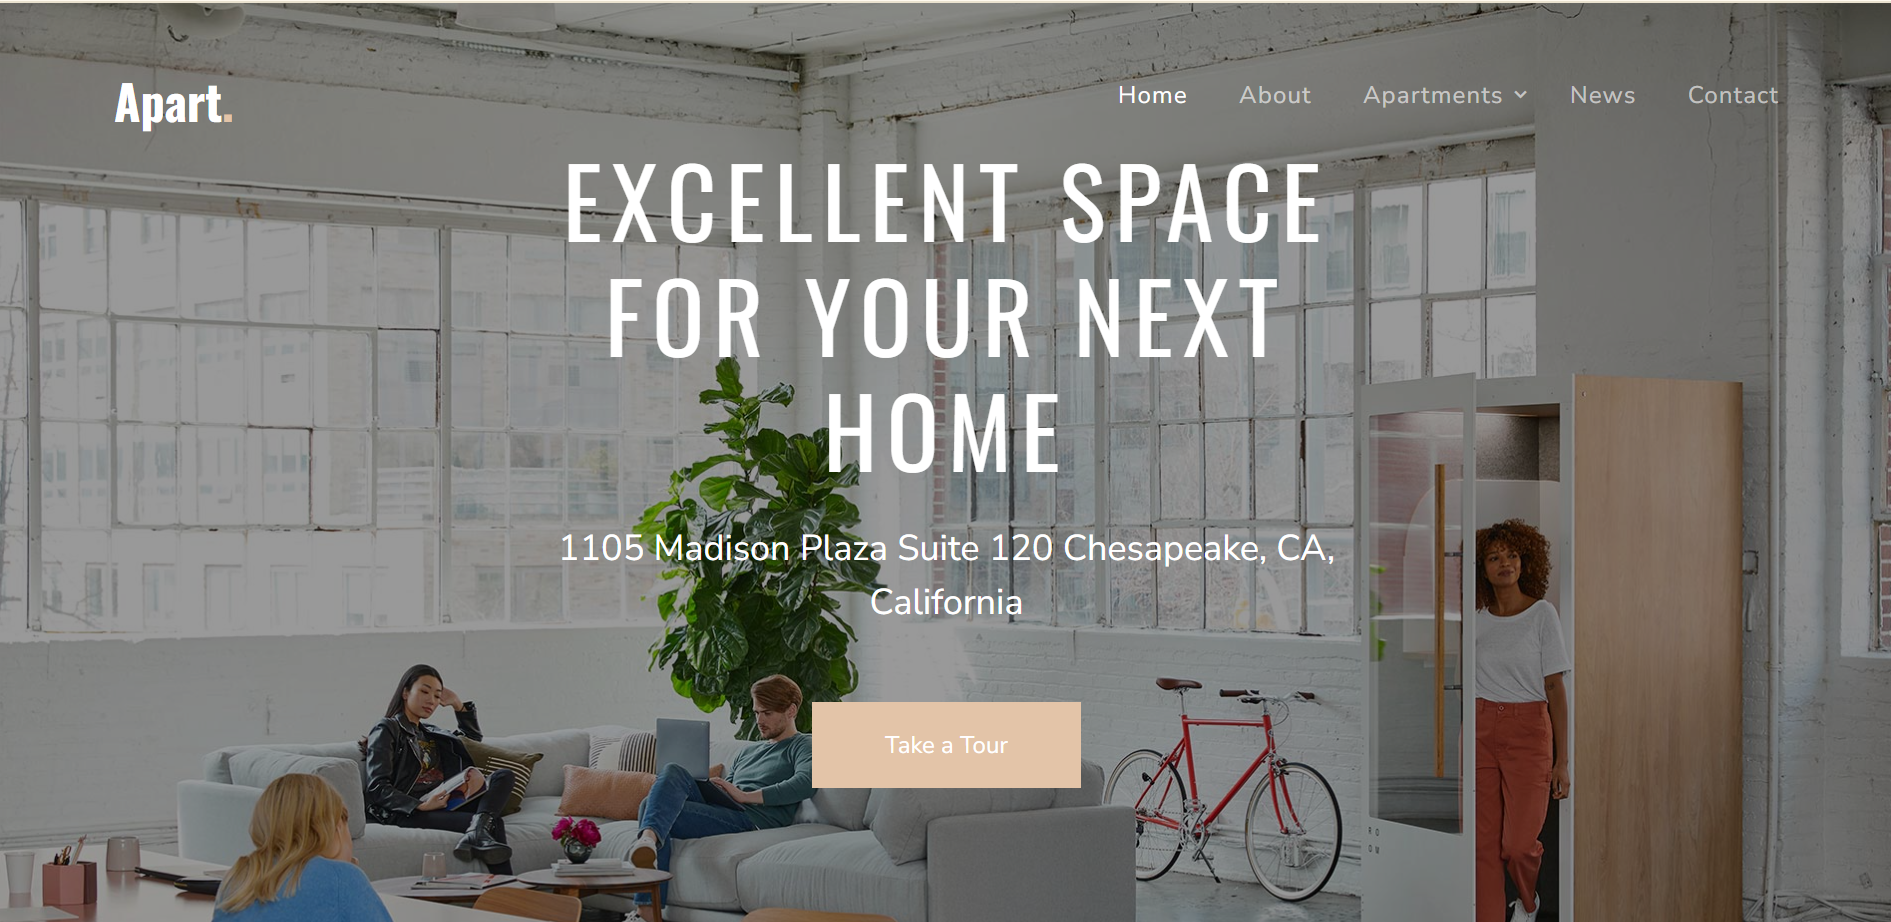 Apart.
Home About Apartments News Contact
EXCELLENT SPACE
FOR YOUR NEXT
HOME
1105 Madison Plaza Suite 120 Chesapeake, CA,
California
Take a Tour